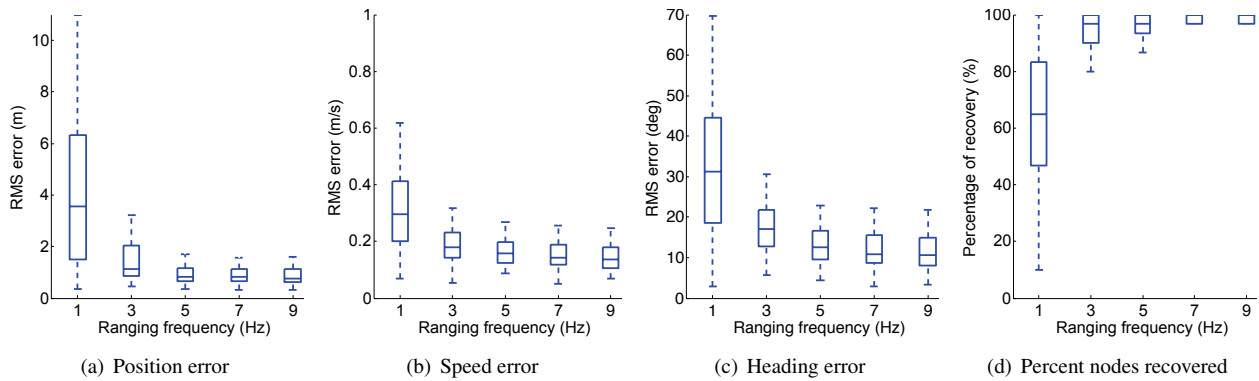 10
8
6
4
2
0
RMS error (m)
1 3 5 7 9
Ranging frequency (Hz)
(a) Position error
1
0.8
0.6
0.4
0.2
0
RMS error (m/s)
1 3 5 7 9
Ranging frequency (Hz)
(b) Speed error
70
60
50
40
30
20
10
0
RMS error (deg)
1 3 5 7 9
Ranging frequency (Hz)
(c) Heading error
100
80
60
40
20
0
Percentage of recovery (%)
1 3 5 7 9
Ranging frequency (Hz)
(d) Percent nodes recovered